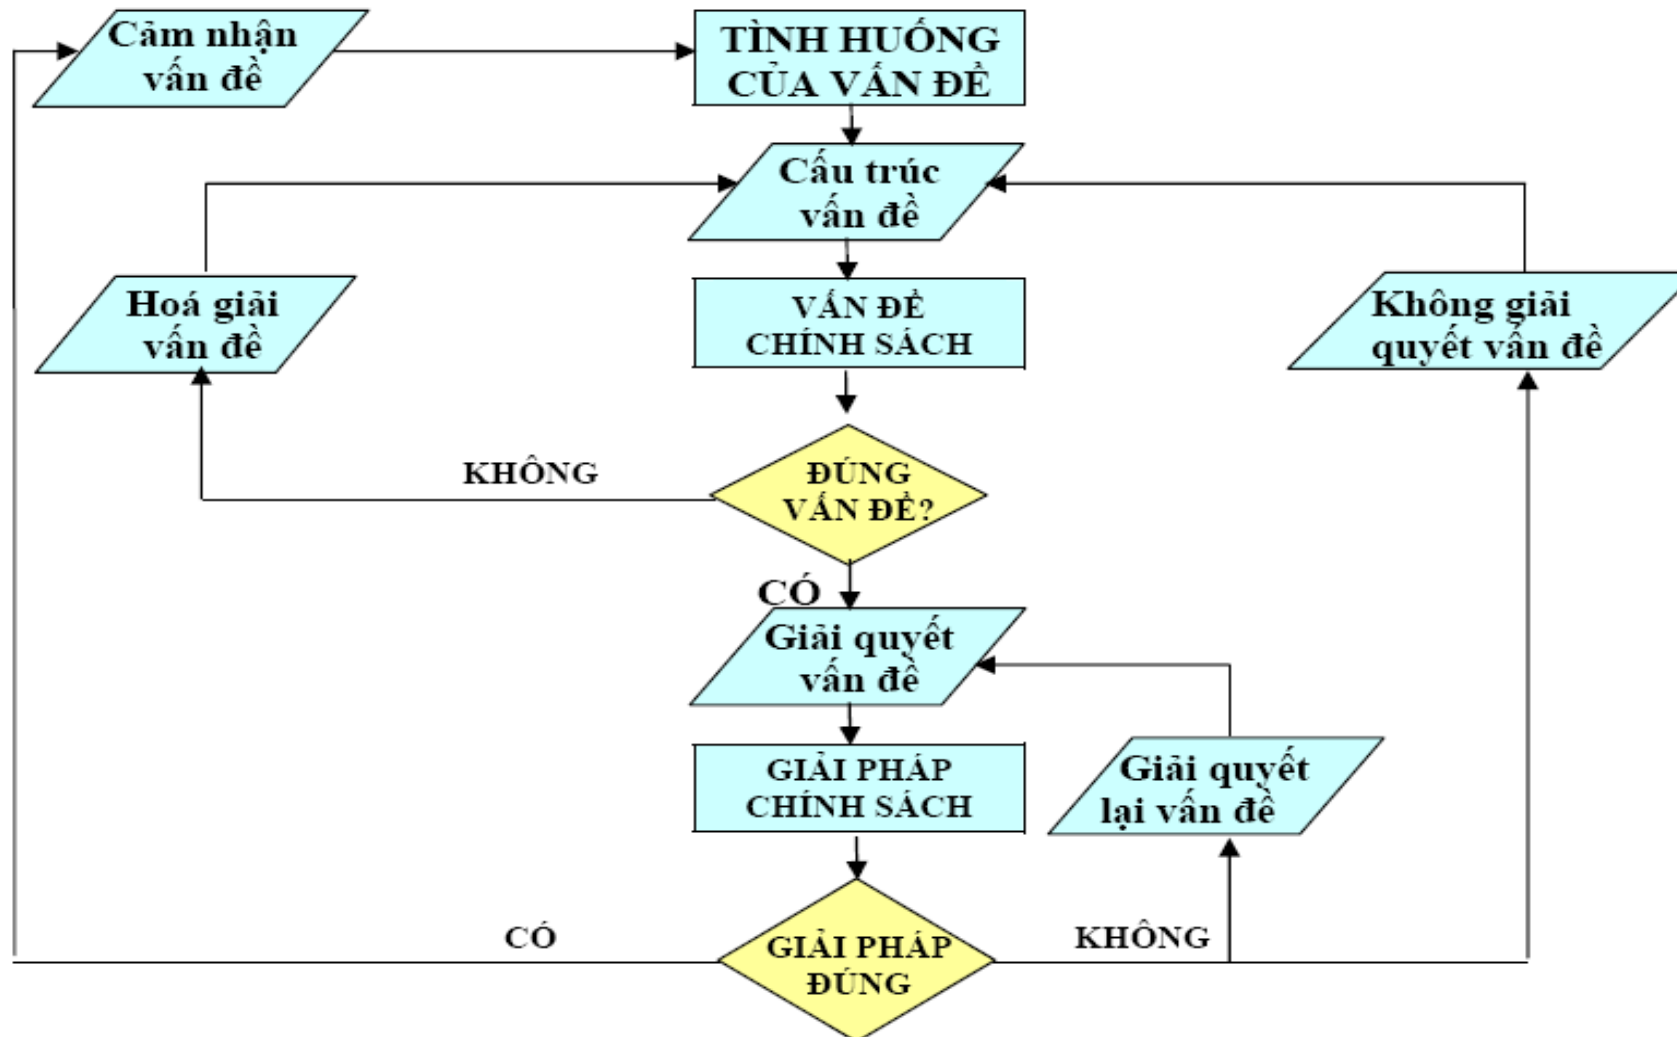 Cảm nhận
vấn đề
TÌNH HUỐNG
CỦA VẤN ĐỀ
Cấu trúc
vấn đề
Hoá giải
vấn đề
VẤN ĐỀ
CHÍNH SÁCH
Không giải
quyết vấn đề
KHÔNG
ĐÚNG
VẤN ĐỀ?
CÓ
Giải quyết
vấn đề
GIẢI PHÁP
CHÍNH SÁCH
Giải quyết
lại vấn đề
CÓ
GIẢI PHÁP
ĐÚNG
KHÔNG